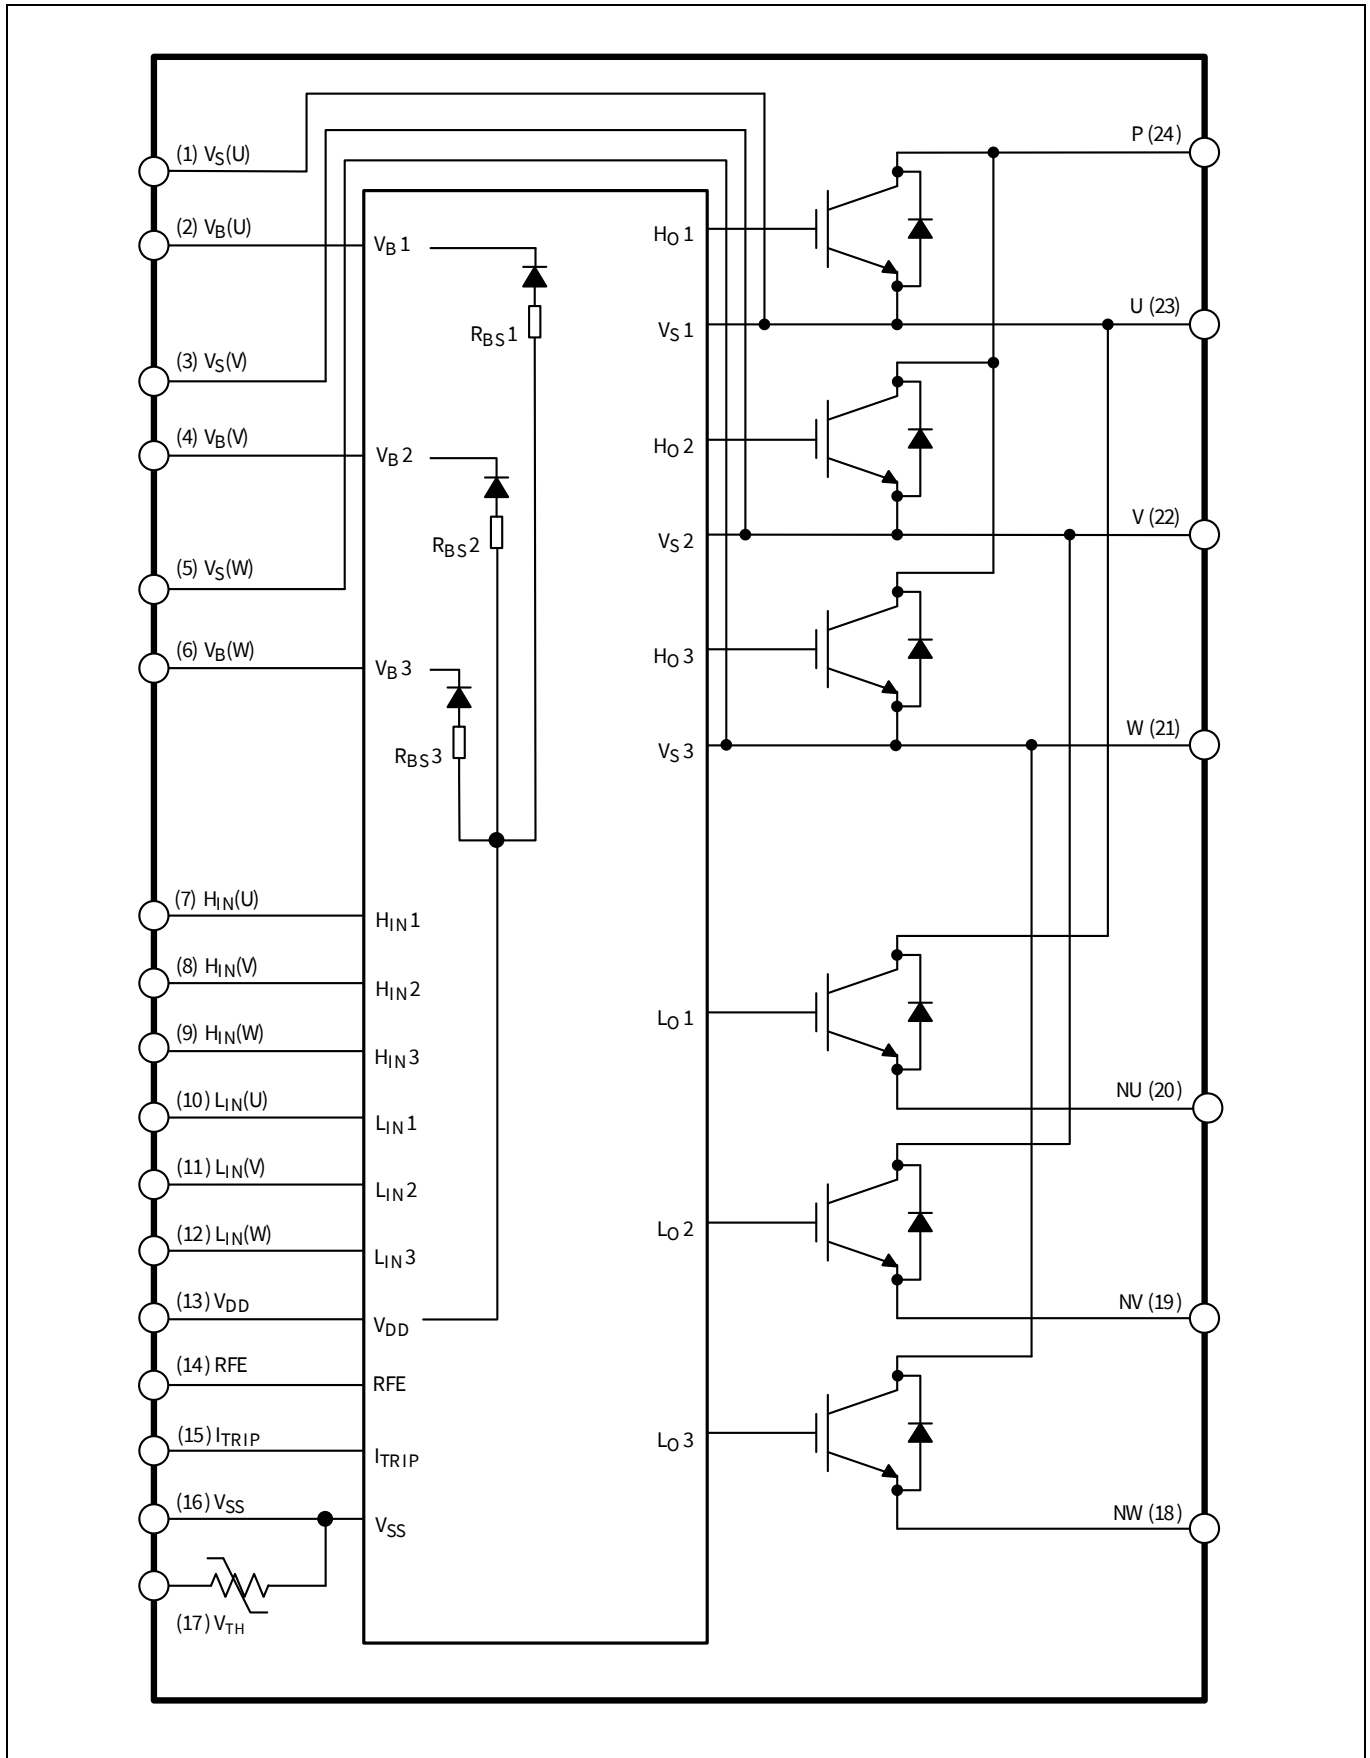 (1) VS(U)
(2) VB(U)
(3) VS(V)
(4) VB(V)
(5) VS(W)
(6) VB(W)
(7) HIN(U)
(8) HIN(V)
(9) HIN(W)
(10) LIN(U)
(11) LIN(V)
(12) LIN(W)
(13) VDD
(14) RFE
(15) ITRIP
(16) VSS
(17) VTH
VB1
RBS1
VB2
RBS2
VB3
RBS3
HIN1
HIN2
HIN3
LIN1
LIN2
LIN3
VDD
RFE
ITRIP
VSS
HO1
VS1
HO2
VS2
HO3
VS3
LO1
LO2
LO3
P (24)
U (23)
V (22)
W (21)
NU (20)
NV (19)
NW (18)